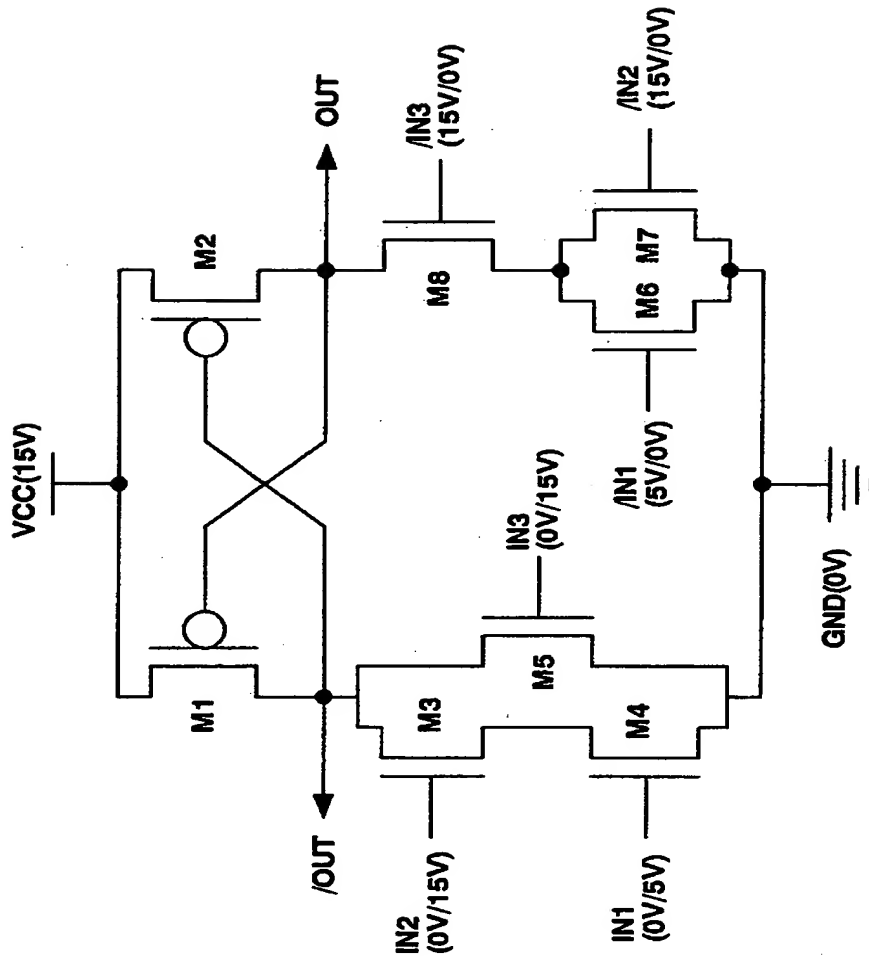 VCC(15V)
M1
M2
/OUT
OUT
/IN3
(15V/0V)
M8
IN2
(0V/15V)
M3
M5
IN3
(0V/15V)
M4
IN1
(0V/5V)
/IN1
(5V/0V)
M6
M7
/IN2
(15V/0V)
GND(0V)